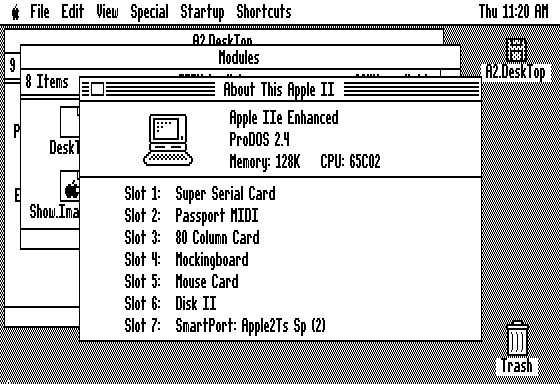 File Edit View Special Startup Shortcuts Thu 11:20 AM
A2.DeskTop
Modules
9
8 Items
About This Apple II
A2.DeskTop
Apple IIe Enhanced
ProDOS 2.4
Memory: 128K CPU: 65C02
P
DeskT
E
Show.Ima
Slot 1: Super Serial Card
Slot 2: Passport MIDI
Slot 3: 80 Column Card
Slot 4: Mockingboard
Slot 5: Mouse Card
Slot 6: Disk II
Slot 7: SmartPort: Apple2Ts Sp (2)
Trash